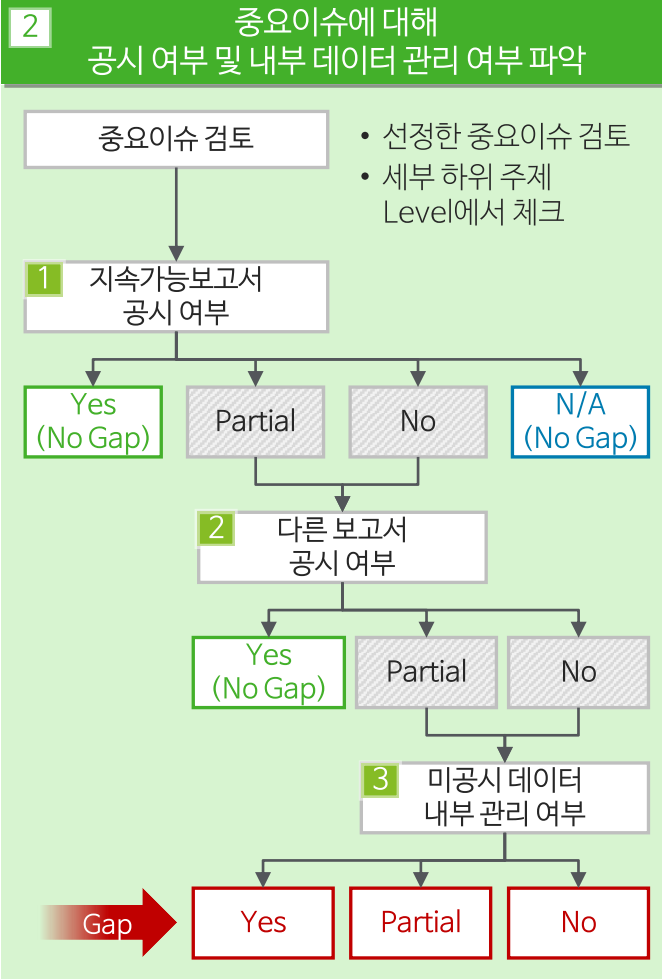 2
중요이슈에 대해
공시 여부 및 내부 데이터 관리 여부 파악
중요이슈 검토
• 선정한 중요이슈 검토
• 세부 하위 주제
Level에서 체크
1
지속가능보고서
공시 여부
Yes
(No Gap)
Partial
No
N/A
(No Gap)
2
다른 보고서
공시 여부
Yes
(No Gap)
Partial
No
3
미공시 데이터
내부 관리 여부
Gap
Yes
Partial
No